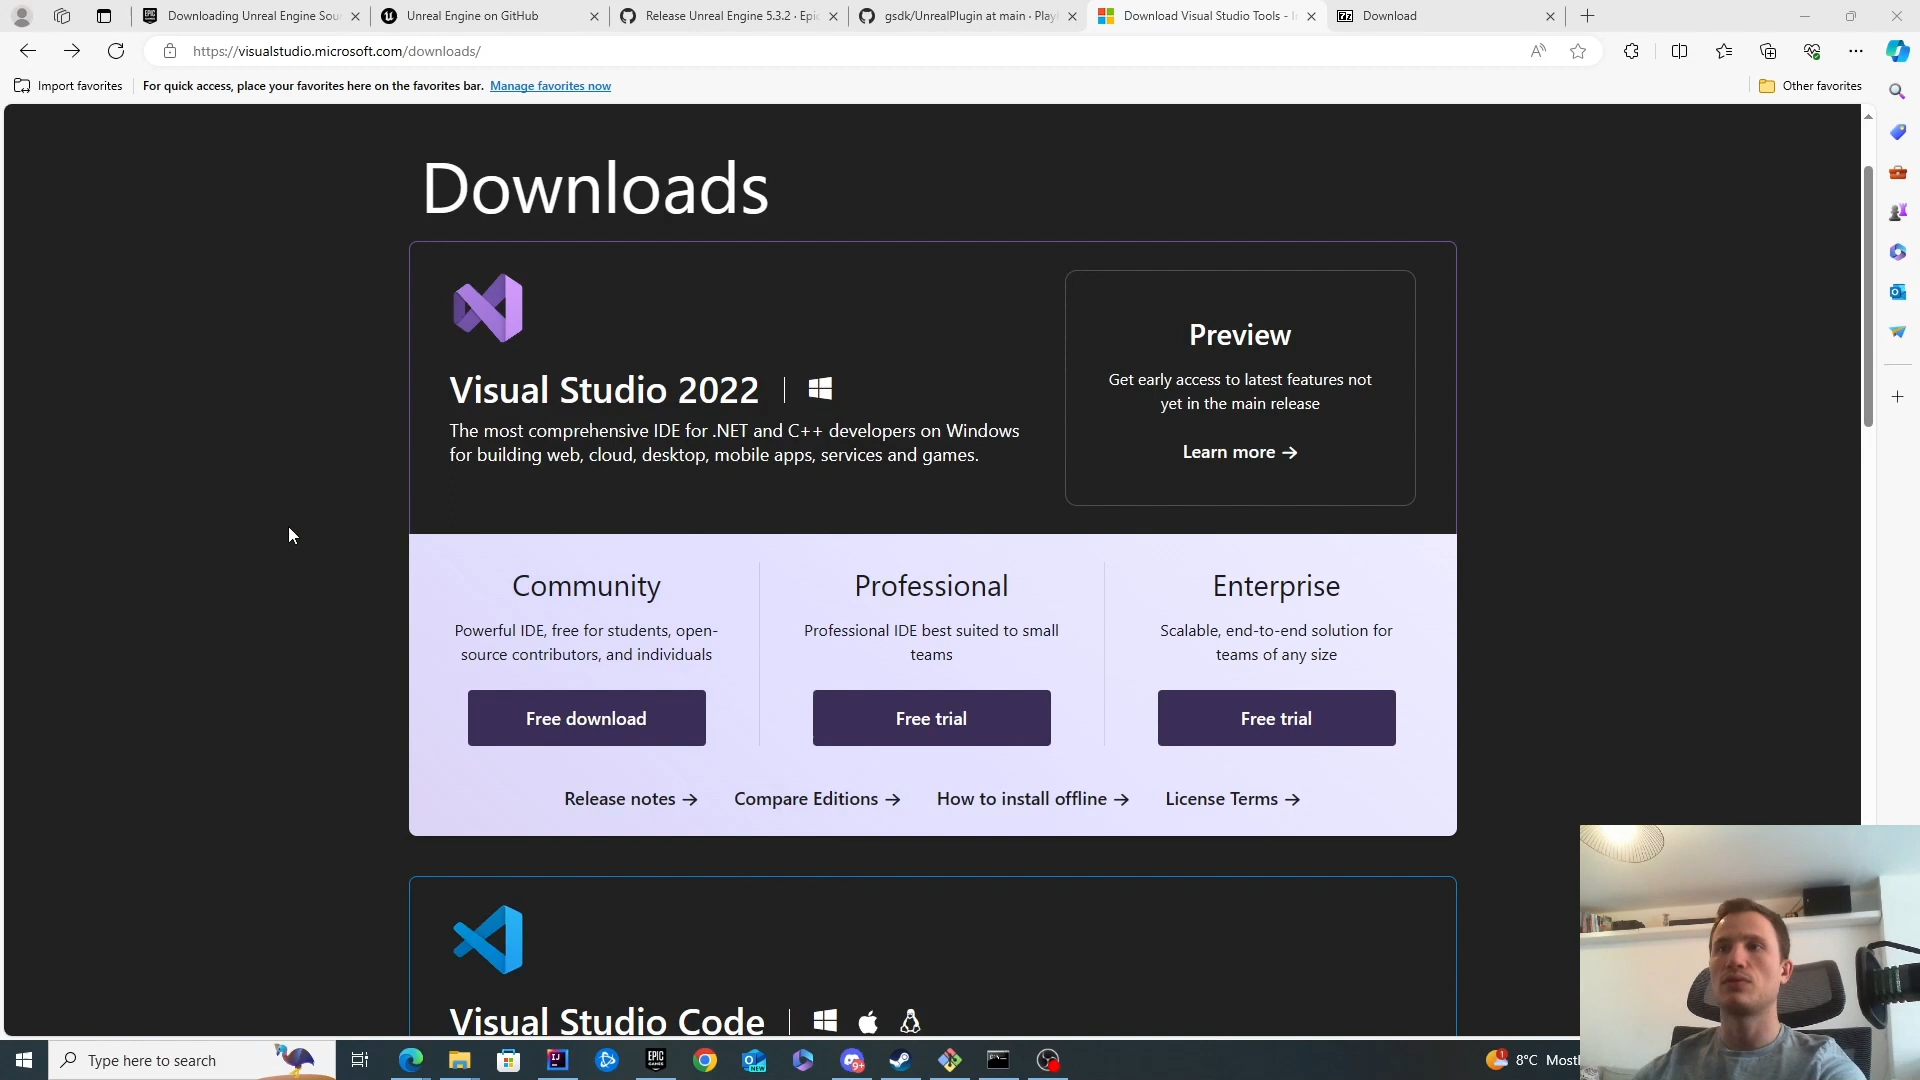 Downloading Unreal Engine Sour
Unreal Engine on GitHub
Release Unreal Engine 5.3.2 · Epic
gsdk/UnrealPlugin at main · Play
Download Visual Studio Tools - I
Download
https://visualstudio.microsoft.com/downloads/
Import favorites
For quick access, place your favorites here on the favorites bar. Manage favorites now
Other favorites
Downloads
Visual Studio 2022
The most comprehensive IDE for .NET and C++ developers on Windows
for building web, cloud, desktop, mobile apps, services and games.
Preview
Get early access to latest features not
yet in the main release
Learn more →
Community
Powerful IDE, free for students, open-
source contributors, and individuals
Free download
Professional
Professional IDE best suited to small
teams
Free trial
Enterprise
Scalable, end-to-end solution for
teams of any size
Free trial
Release notes →
Compare Editions →
How to install offline →
License Terms →
Visual Studio Code
Type here to search
EPIC
GAMES
NEW
9+
1
8°C Mostl